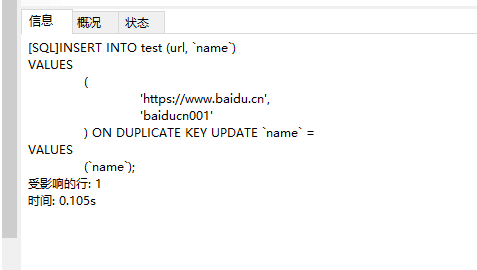 信息 概况 状态
[SQL]INSERT INTO test (url, `name`)
VALUES
(
'https://www.baidu.cn',
'baiducn001'
) ON DUPLICATE KEY UPDATE `name` =
VALUES
(`name`);
受影响的行: 1
时间: 0.105s